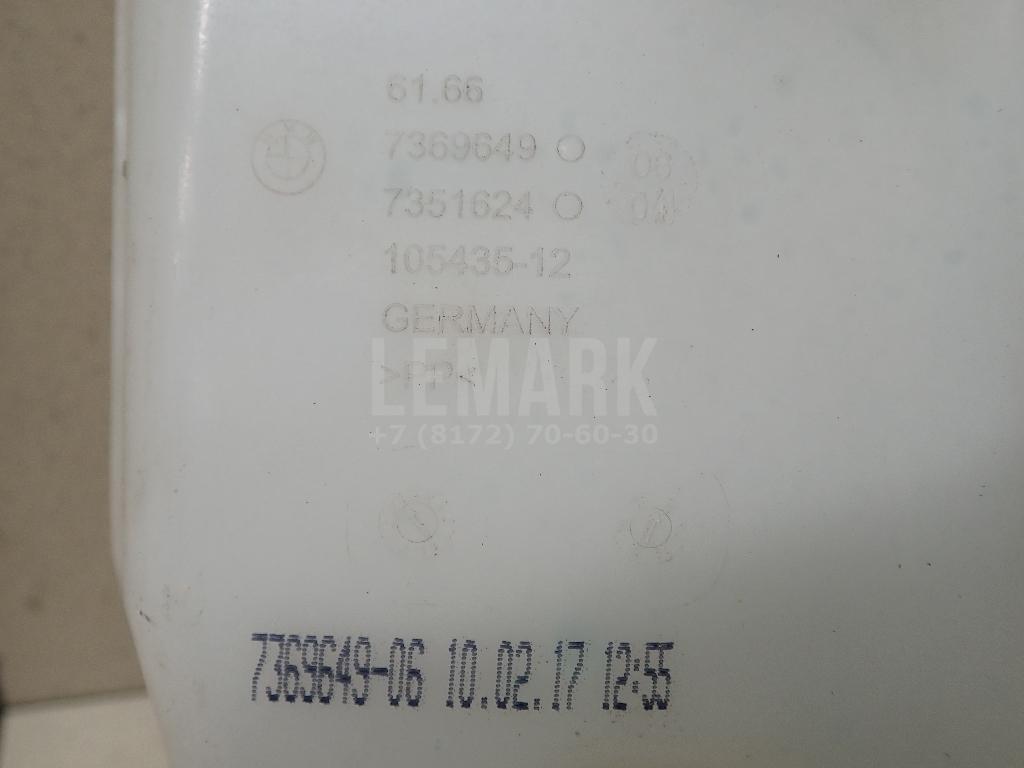 61.66
7369649
7351624
105435-12
GERMANY
>PP<
LEMARK
+7 (8172) 70-60-30
7369649-06 10.02.17 12:55